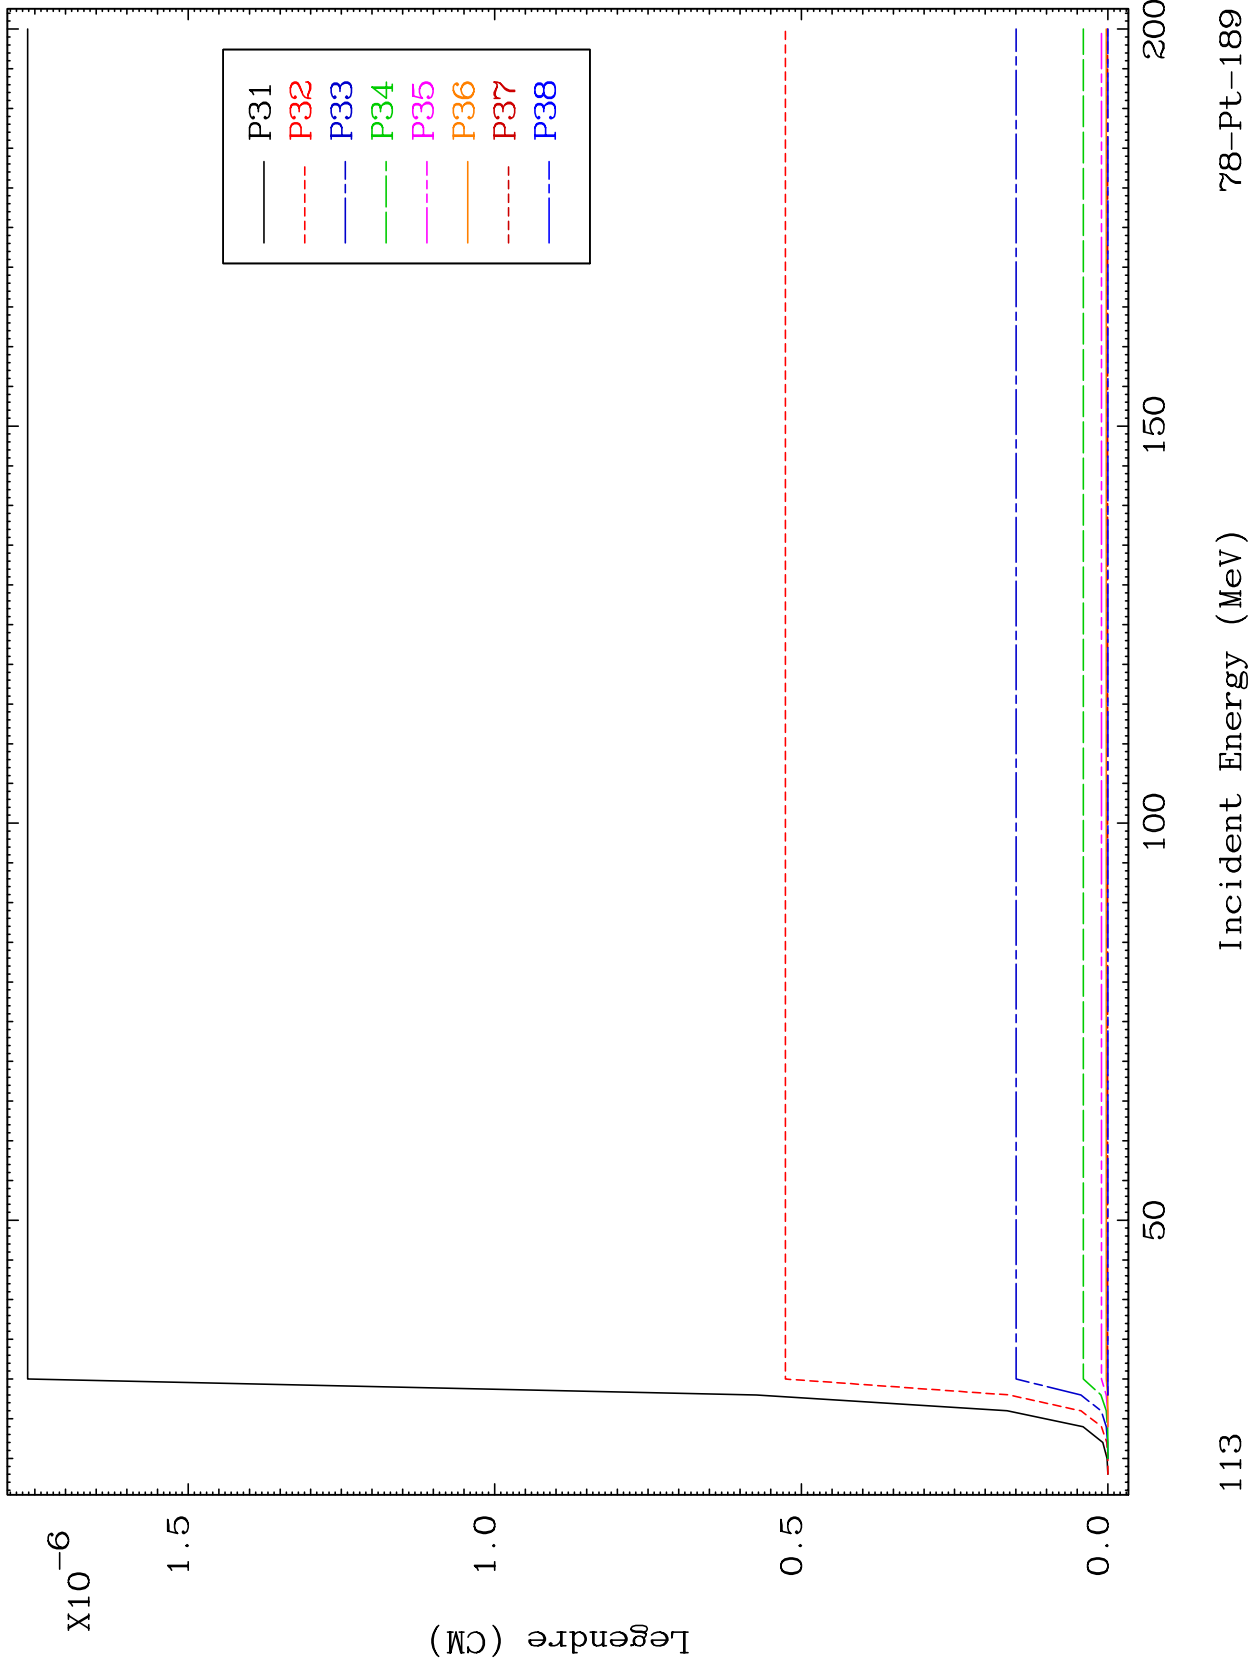 X10-6
1.5
1.0
0.5
0.0
Legendre (CM)
P31
P32
P33
P34
P35
P36
P37
P38
50
100
150
200
113
Incident Energy (MeV)
78-Pt-189